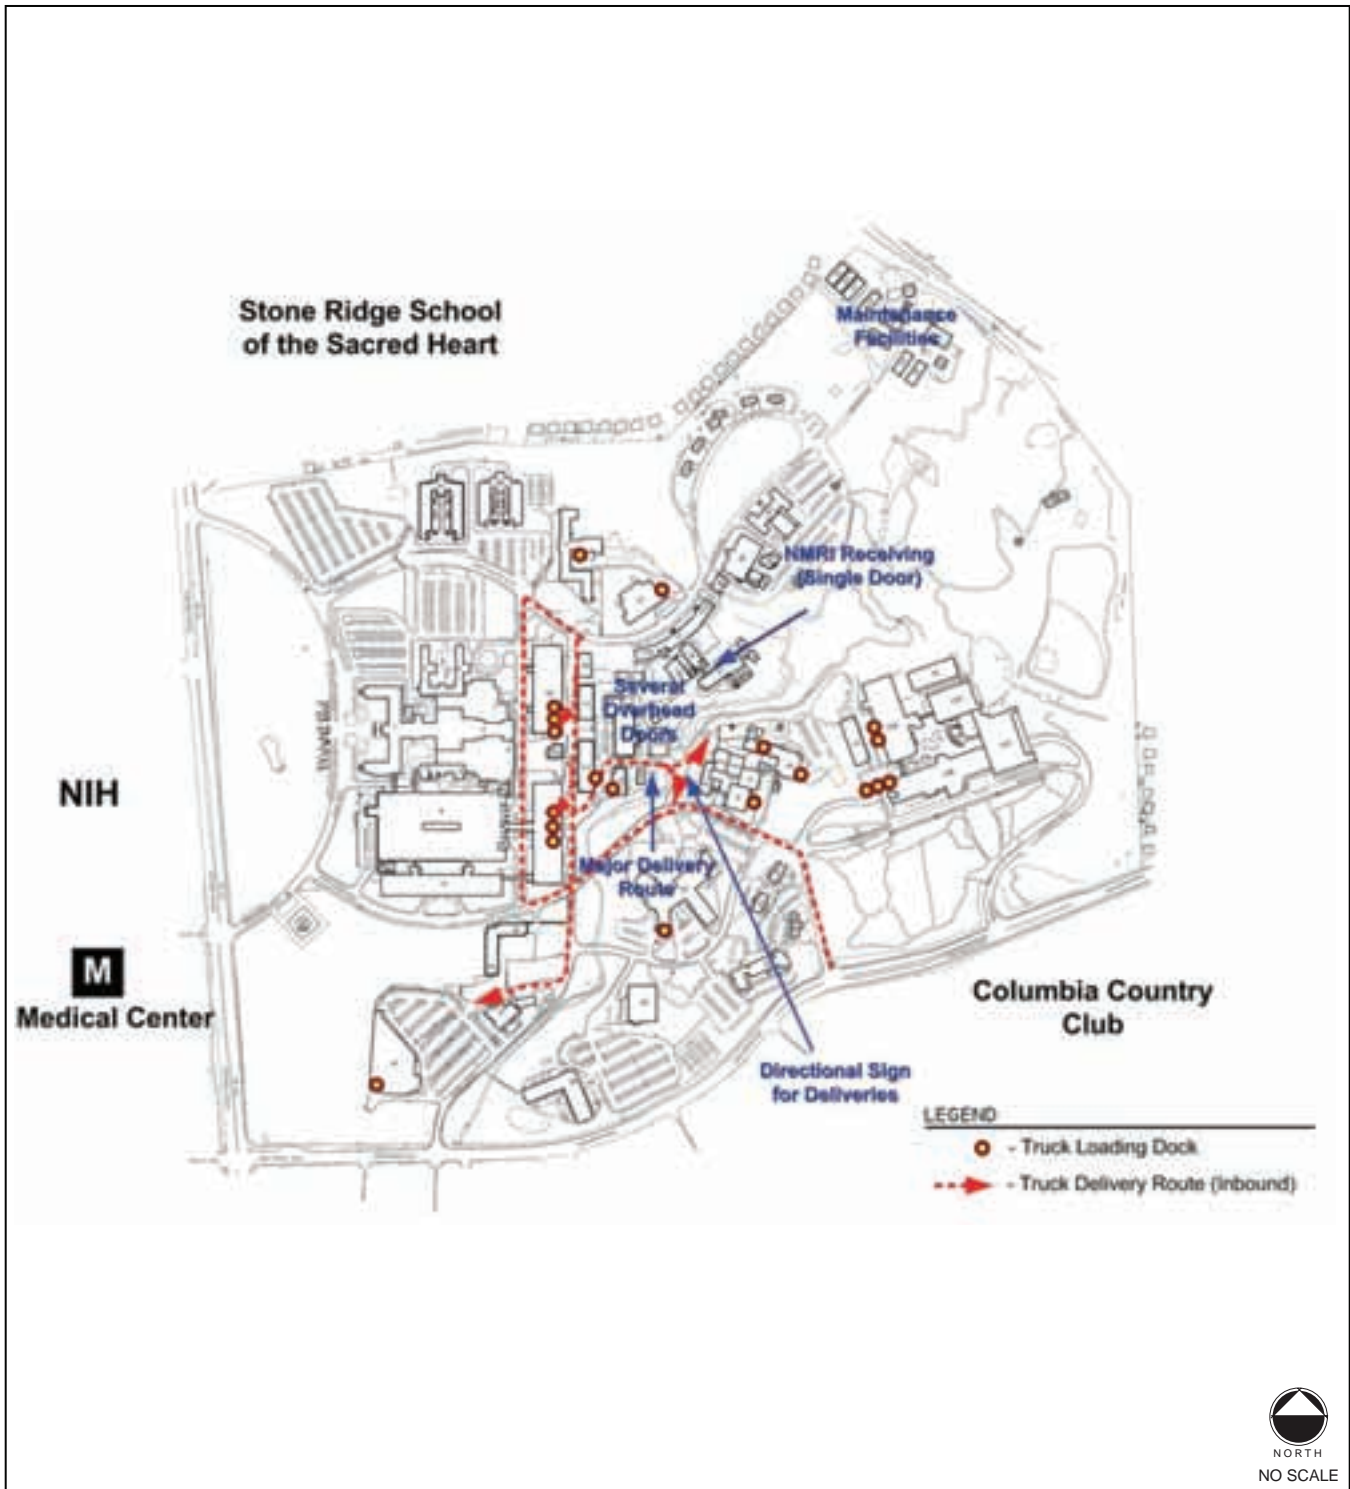 Stone Ridge School
of the Sacred Heart
Maintenance
Facilities
NMRI Receiving
(Single Door)
Several
Overhead
Doors
NIH
Major Delivery
Route
M
Medical Center
Columbia Country
Club
Directional Sign
for Deliveries
LEGEND
- Truck Loading Dock
- Truck Delivery Route (Inbound)
NORTH
NO SCALE